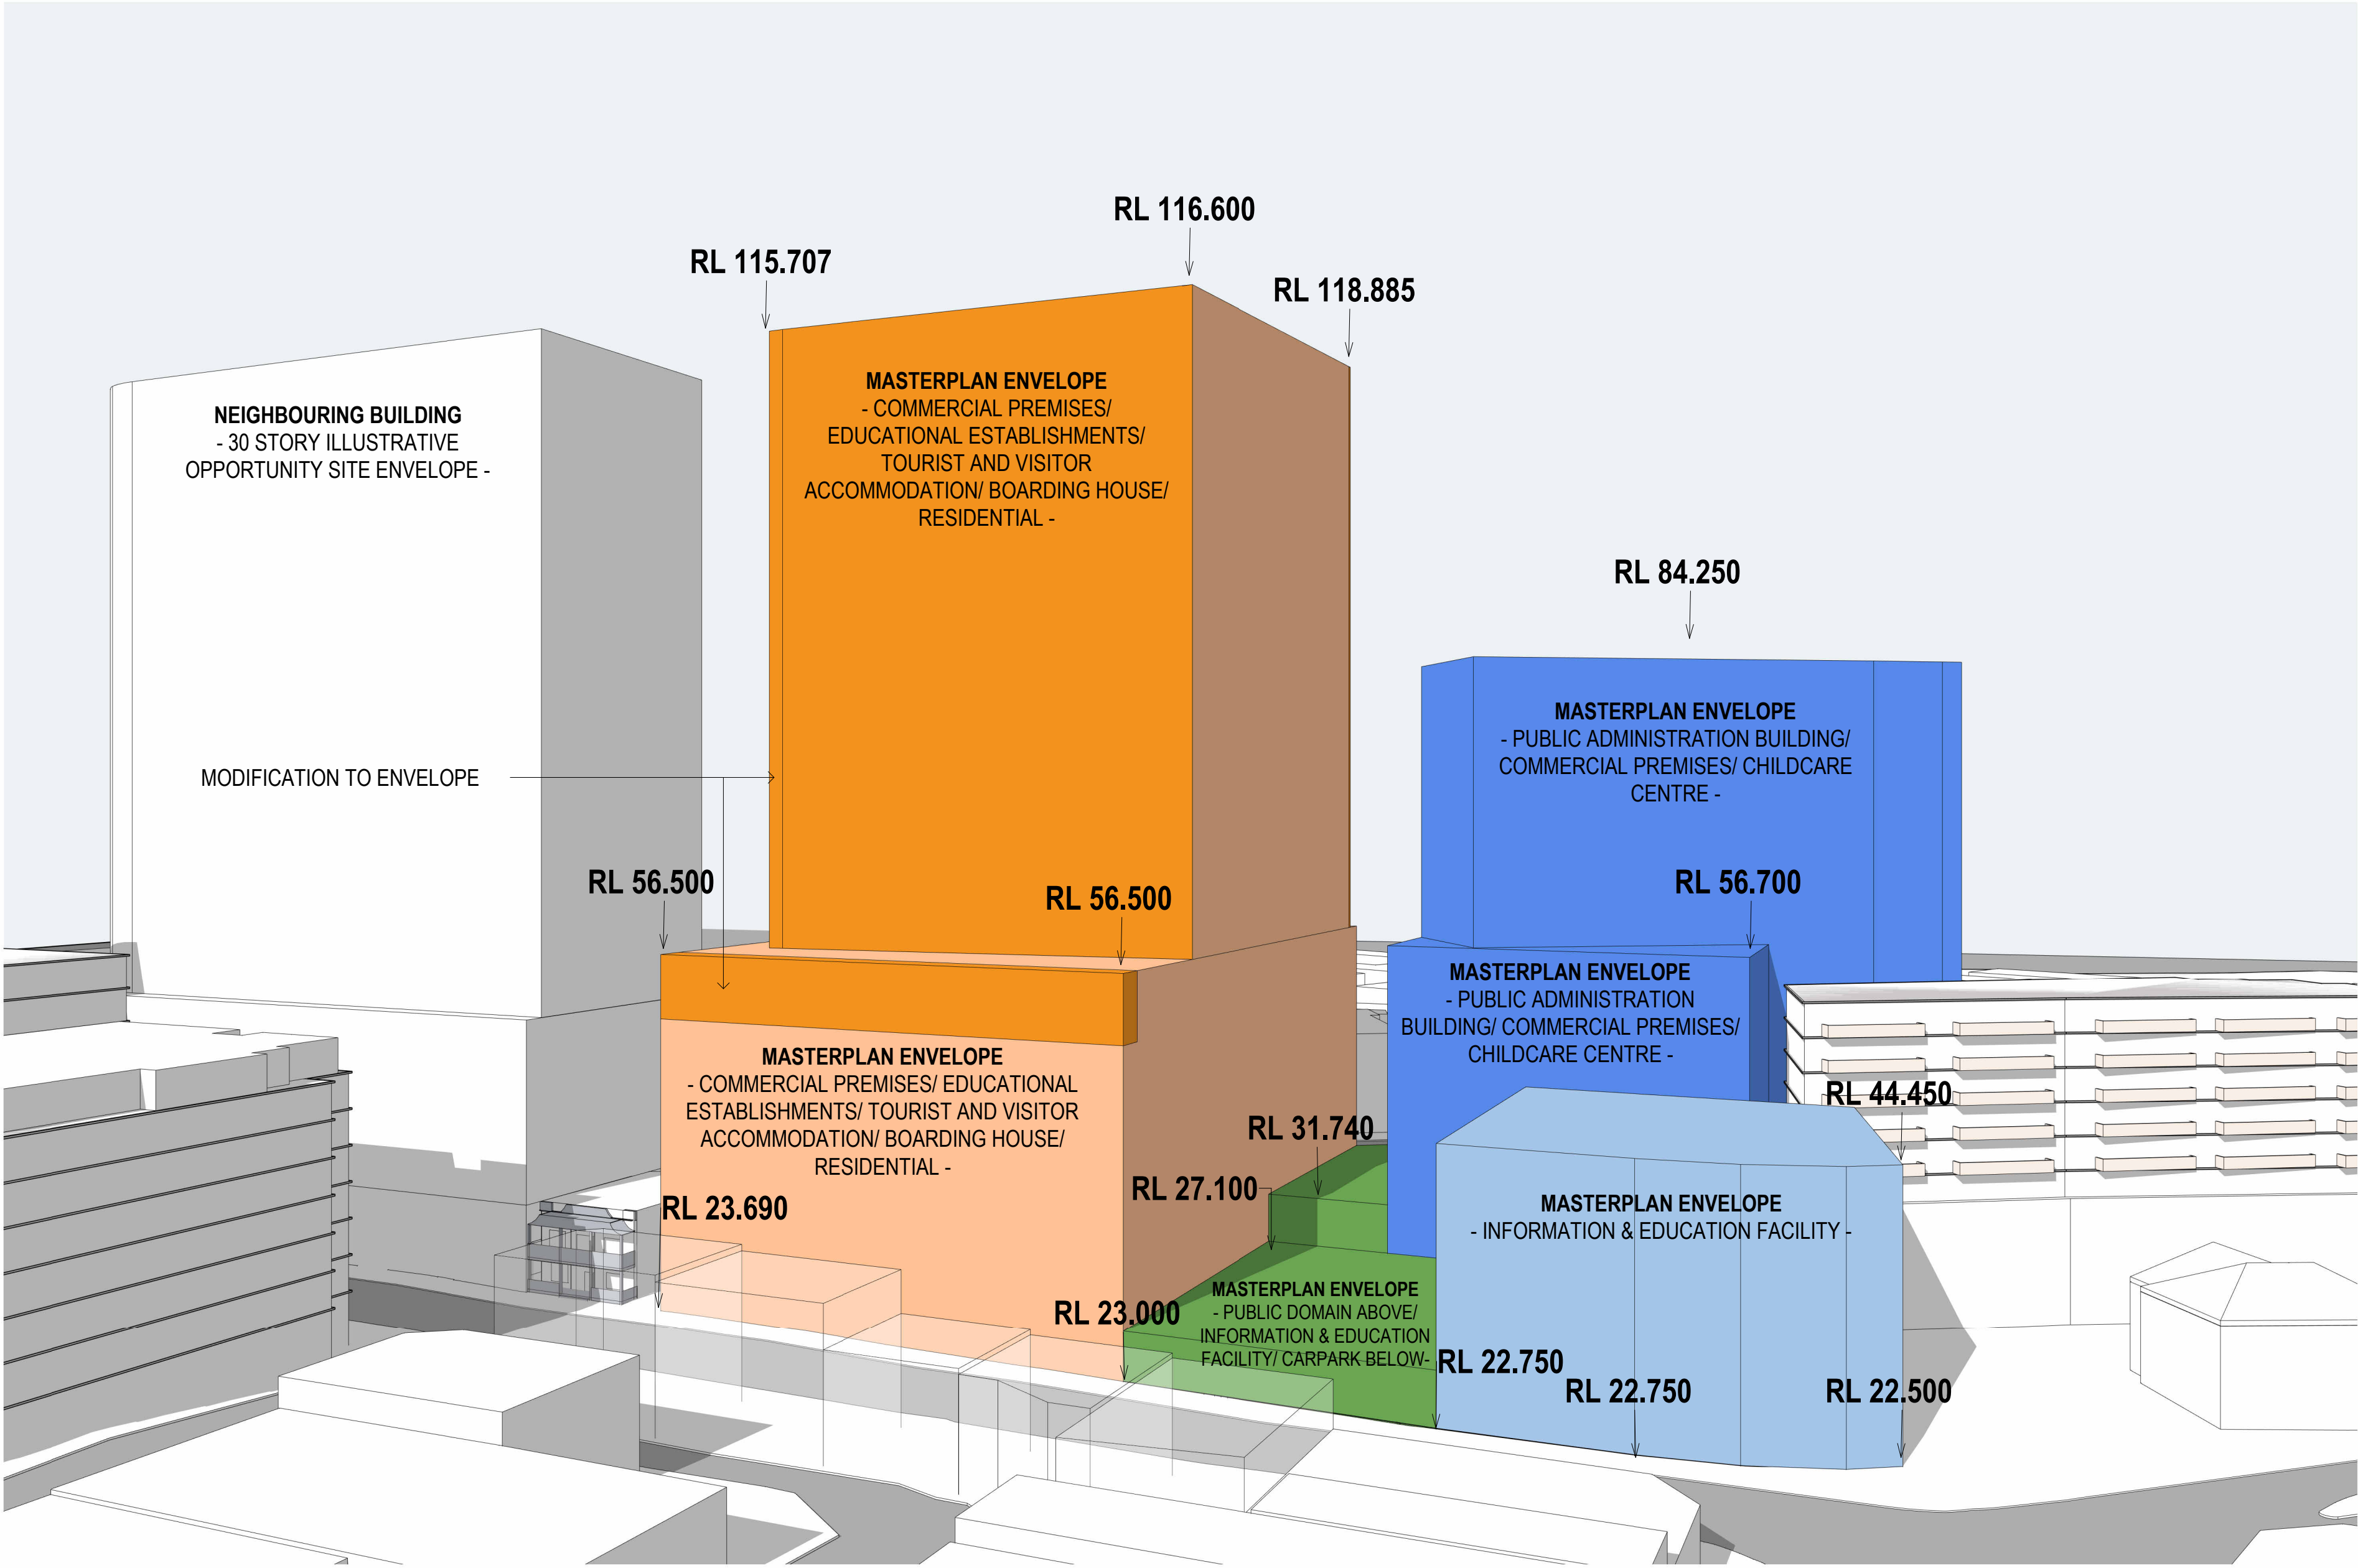 RL 116.600
RL 115.707
RL 118.885
MASTERPLAN ENVELOPE
- COMMERCIAL PREMISES/
EDUCATIONAL ESTABLISHMENTS/
TOURIST AND VISITOR
ACCOMMODATION/ BOARDING HOUSE/
RESIDENTIAL -
NEIGHBOURING BUILDING
- 30 STORY ILLUSTRATIVE
OPPORTUNITY SITE ENVELOPE -
RL 84.250
MASTERPLAN ENVELOPE
- PUBLIC ADMINISTRATION BUILDING/
COMMERCIAL PREMISES/ CHILDCARE
CENTRE -
MODIFICATION TO ENVELOPE
RL 56.500
RL 56.500
RL 56.700
MASTERPLAN ENVELOPE
- PUBLIC ADMINISTRATION
BUILDING/ COMMERCIAL PREMISES/
CHILDCARE CENTRE -
MASTERPLAN ENVELOPE
- COMMERCIAL PREMISES/ EDUCATIONAL
ESTABLISHMENTS/ TOURIST AND VISITOR
ACCOMMODATION/ BOARDING HOUSE/
RESIDENTIAL -
RL 44.450
RL 31.740
RL 27.100
RL 23.690
MASTERPLAN ENVELOPE
- INFORMATION & EDUCATION FACILITY -
RL 23.000
MASTERPLAN ENVELOPE
- PUBLIC DOMAIN ABOVE/
INFORMATION & EDUCATION
FACILITY/ CARPARK BELOW-
RL 22.750
RL 22.750
RL 22.500